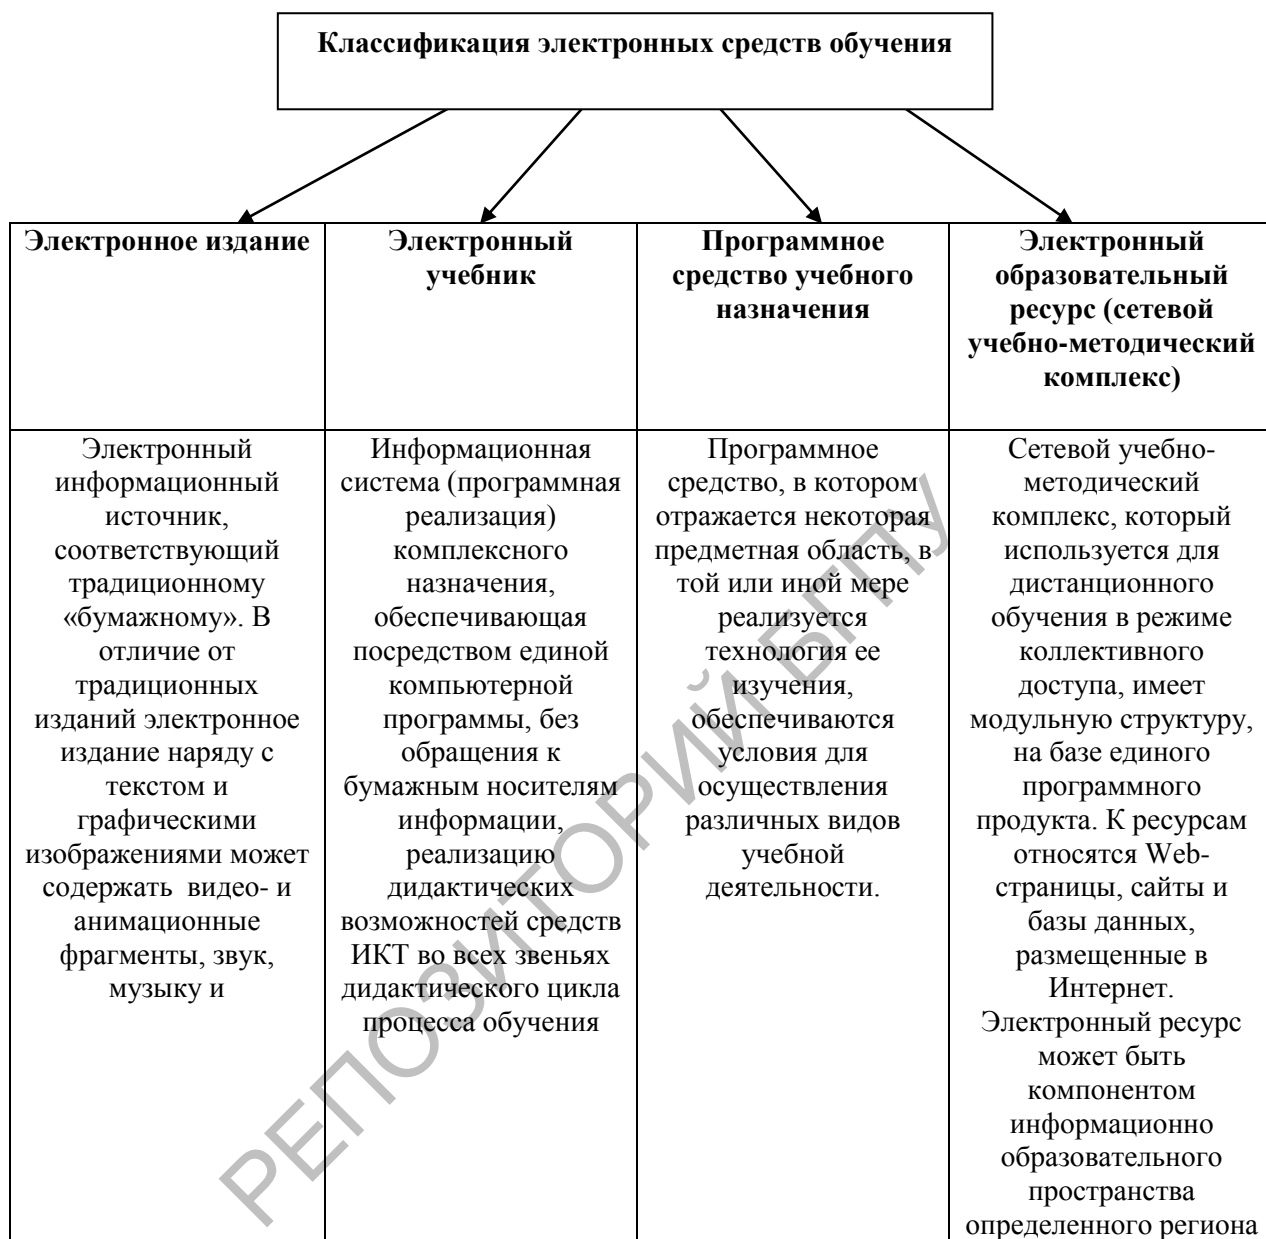 Классификация электронных средств обучения
Электронное издание
Электронный
учебник
Программное
средство учебного
назначения
Электронный
образовательный
ресурс (сетевой
учебно-методический
комплекс)
Электронный
информационный
источник,
соответствующий
традиционному
«бумажному». В
отличие от
традиционных
изданий электронное
издание наряду с
текстом и
графическими
изображениями может
содержать видео- и
анимационные
фрагменты, звук,
музыку и
Информационная
система (программная
реализация)
комплексного
назначения,
обеспечивающая
посредством единой
компьютерной
программы, без
обращения к
бумажным носителям
информации,
реализацию
дидактических
возможностей средств
ИКТ во всех звеньях
дидактического цикла
процесса обучения
Программное
средство, в котором
отражается некоторая
предметная область, в
той или иной мере
реализуется
технология ее
изучения,
обеспечиваются
условия для
осуществления
различных видов
учебной
деятельности.
Сетевой учебно-
методический
комплекс, который
используется для
дистанционного
обучения в режиме
коллективного
доступа, имеет
модульную структуру,
на базе единого
программного
продукта. К ресурсам
относятся Web-
страницы, сайты и
базы данных,
размещенные в
Интернет.
Электронный ресурс
может быть
компонентом
информационно
образовательного
пространства
определенного региона
РЕПОЗИТОРИЙ БГПУ